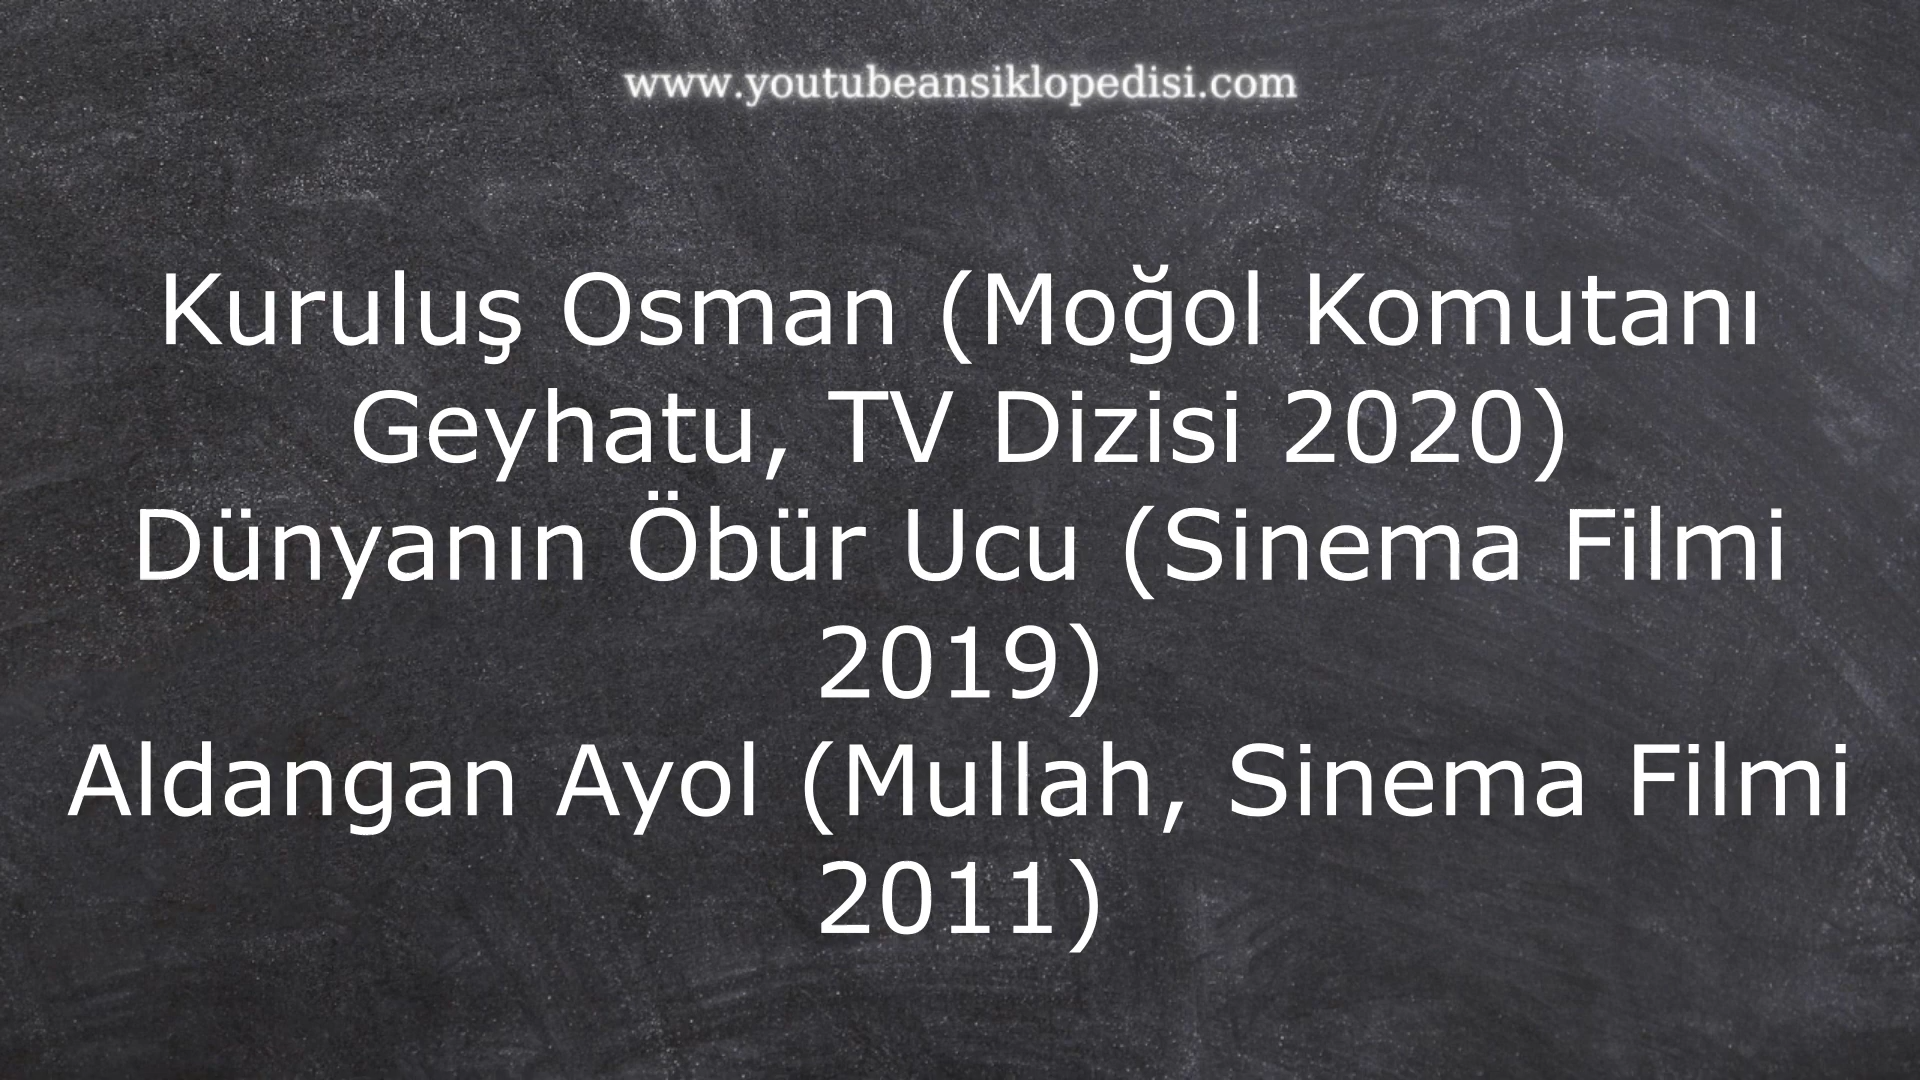 www.youtubeansiklopedisi.com
Kuruluş Osman (Moğol Komutanı
Geyhatu, TV Dizisi 2020)
Dünyanın Öbür Ucu (Sinema Filmi
2019)
Aldangan Ayol (Mullah, Sinema Filmi
2011)